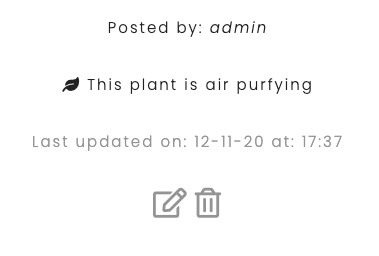 Posted by: admin
This plant is air purfying
Last updated on: 12-11-20 at: 17:37